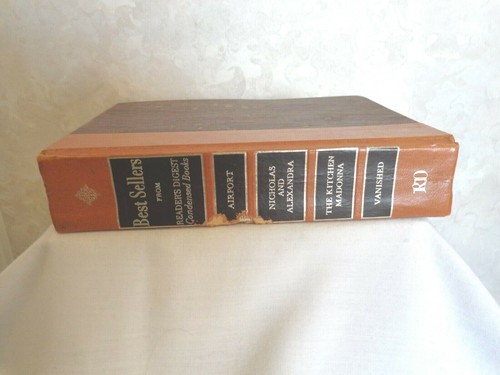 Best Sellers
FROM
READER'S DIGEST
Condensed Books
AIRPORT
NICHOLAS
AND
ALEXANDRA
THE KITCHEN
MADONNA
VANISHED
RD